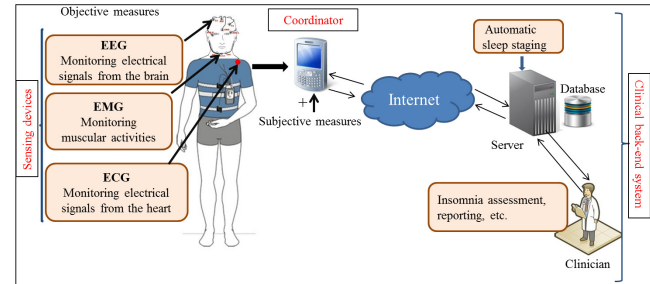 Objective measures
Sensing devices
EEG
Monitoring electrical
signals from the brain
EMG
Monitoring
muscular activities
ECG
Monitoring electrical
signals from the heart
Coordinator
+
Subjective measures
Internet
Automatic
sleep staging
Database
Server
Insomnia assessment,
reporting, etc.
Clinician
Clinical back-end system